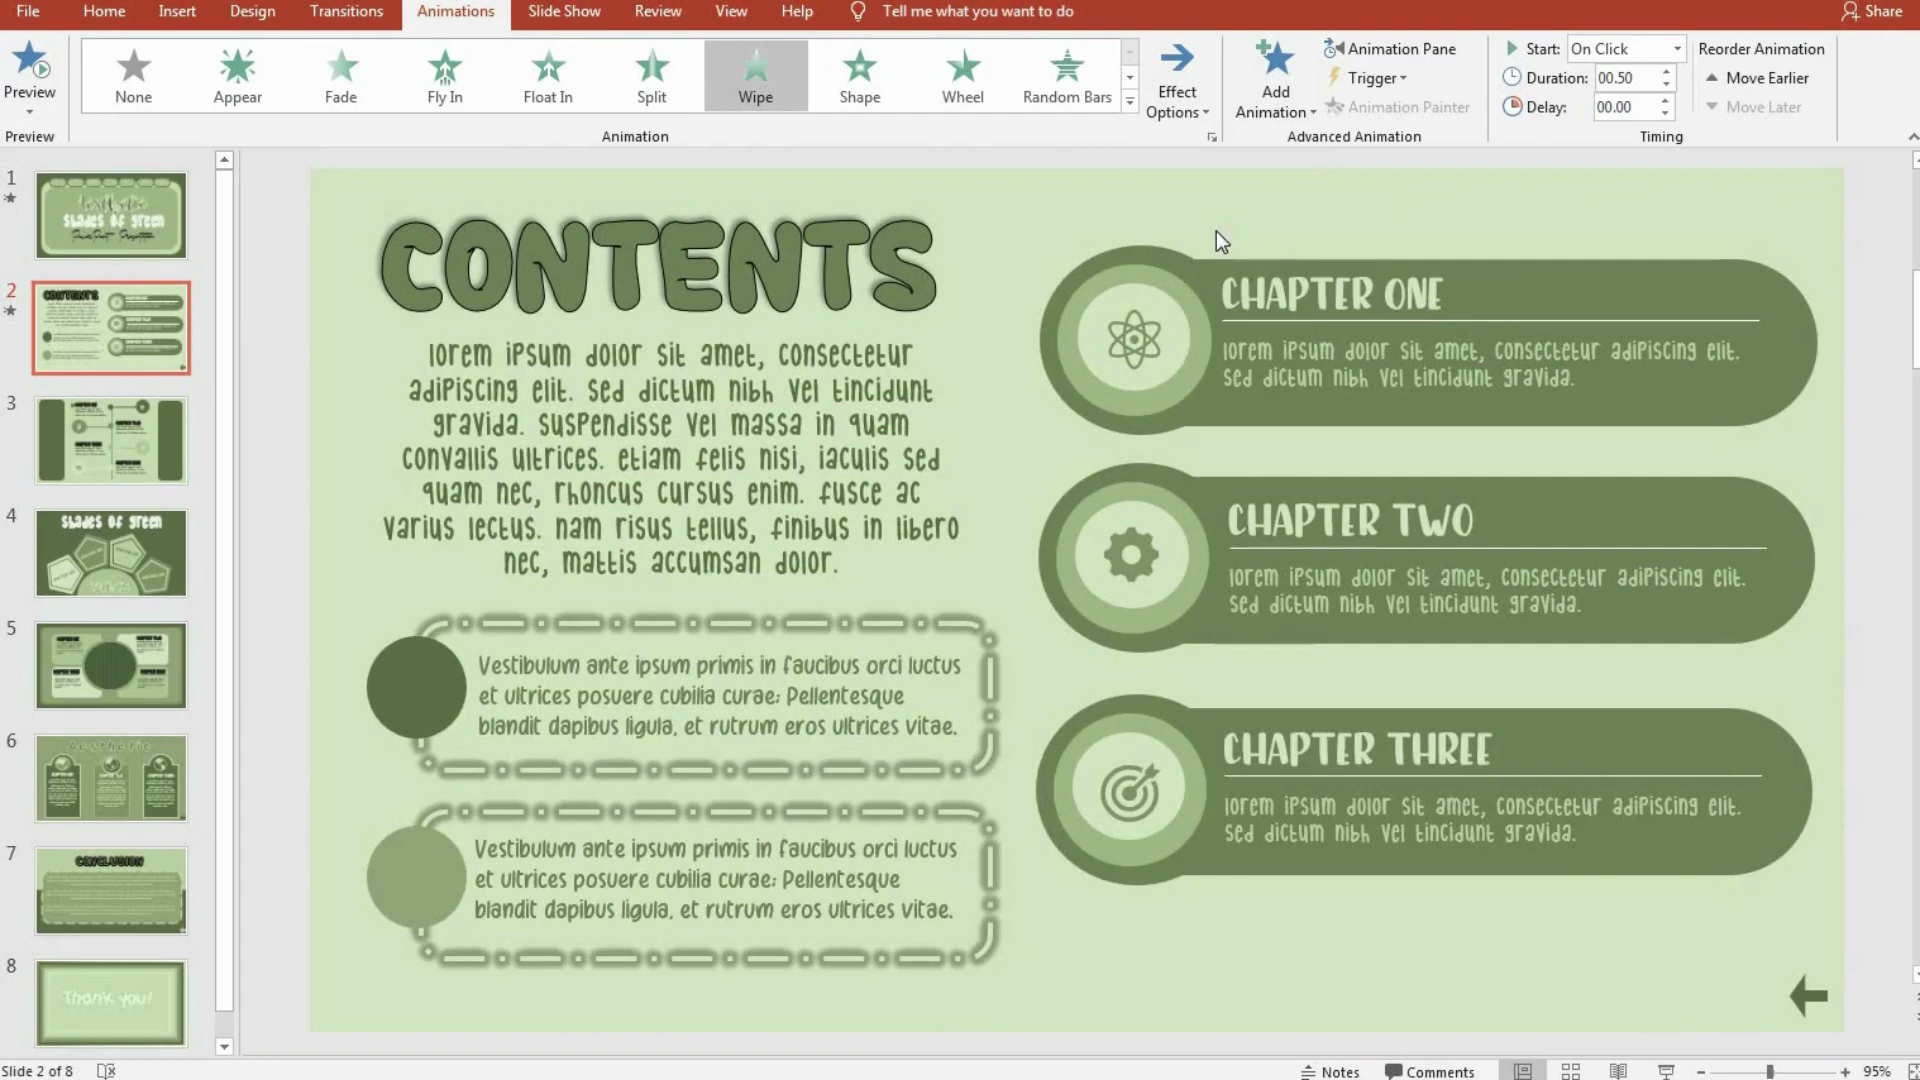 File Home Insert Design Transitions Animations Slide Show Review View Help Tell me what you want to do Share
Preview
None Appear Fade Fly In Float In Split Wipe Shape Wheel Random Bars
Effect Options
Add Animation
Animation Pane
Trigger
Animation Painter
Start: On Click
Duration: 00.50
Delay: 00.00
Reorder Animation
Move Earlier
Move Later
Preview Animation Advanced Animation Timing
1
shades of green
2
CONTENTS
3
4
shades of green
5
6
Aesthetic
7
CONCLUSION
8
Thank you!
CONTENTS
lorem ipsum dolor sit amet, consectetur
adipiscing elit. sed dictum nibh vel tincidunt
gravida. suspendisse vel massa in quam
convallis ultrices. etiam felis nisi, iaculis sed
quam nec, rhoncus cursus enim. fusce ac
varius lectus. nam risus tellus, finibus in libero
nec, mattis accumsan dolor.
Vestibulum ante ipsum primis in faucibus orci luctus
et ultrices posuere cubilia curae; Pellentesque
blandit dapibus ligula, et rutrum eros ultrices vitae.
Vestibulum ante ipsum primis in faucibus orci luctus
et ultrices posuere cubilia curae; Pellentesque
blandit dapibus ligula, et rutrum eros ultrices vitae.
CHAPTER ONE
lorem ipsum dolor sit amet, consectetur adipiscing elit.
sed dictum nibh vel tincidunt gravida.
CHAPTER TWO
lorem ipsum dolor sit amet, consectetur adipiscing elit.
sed dictum nibh vel tincidunt gravida.
CHAPTER THREE
lorem ipsum dolor sit amet, consectetur adipiscing elit.
sed dictum nibh vel tincidunt gravida.
Slide 2 of 8
Notes Comments 95%